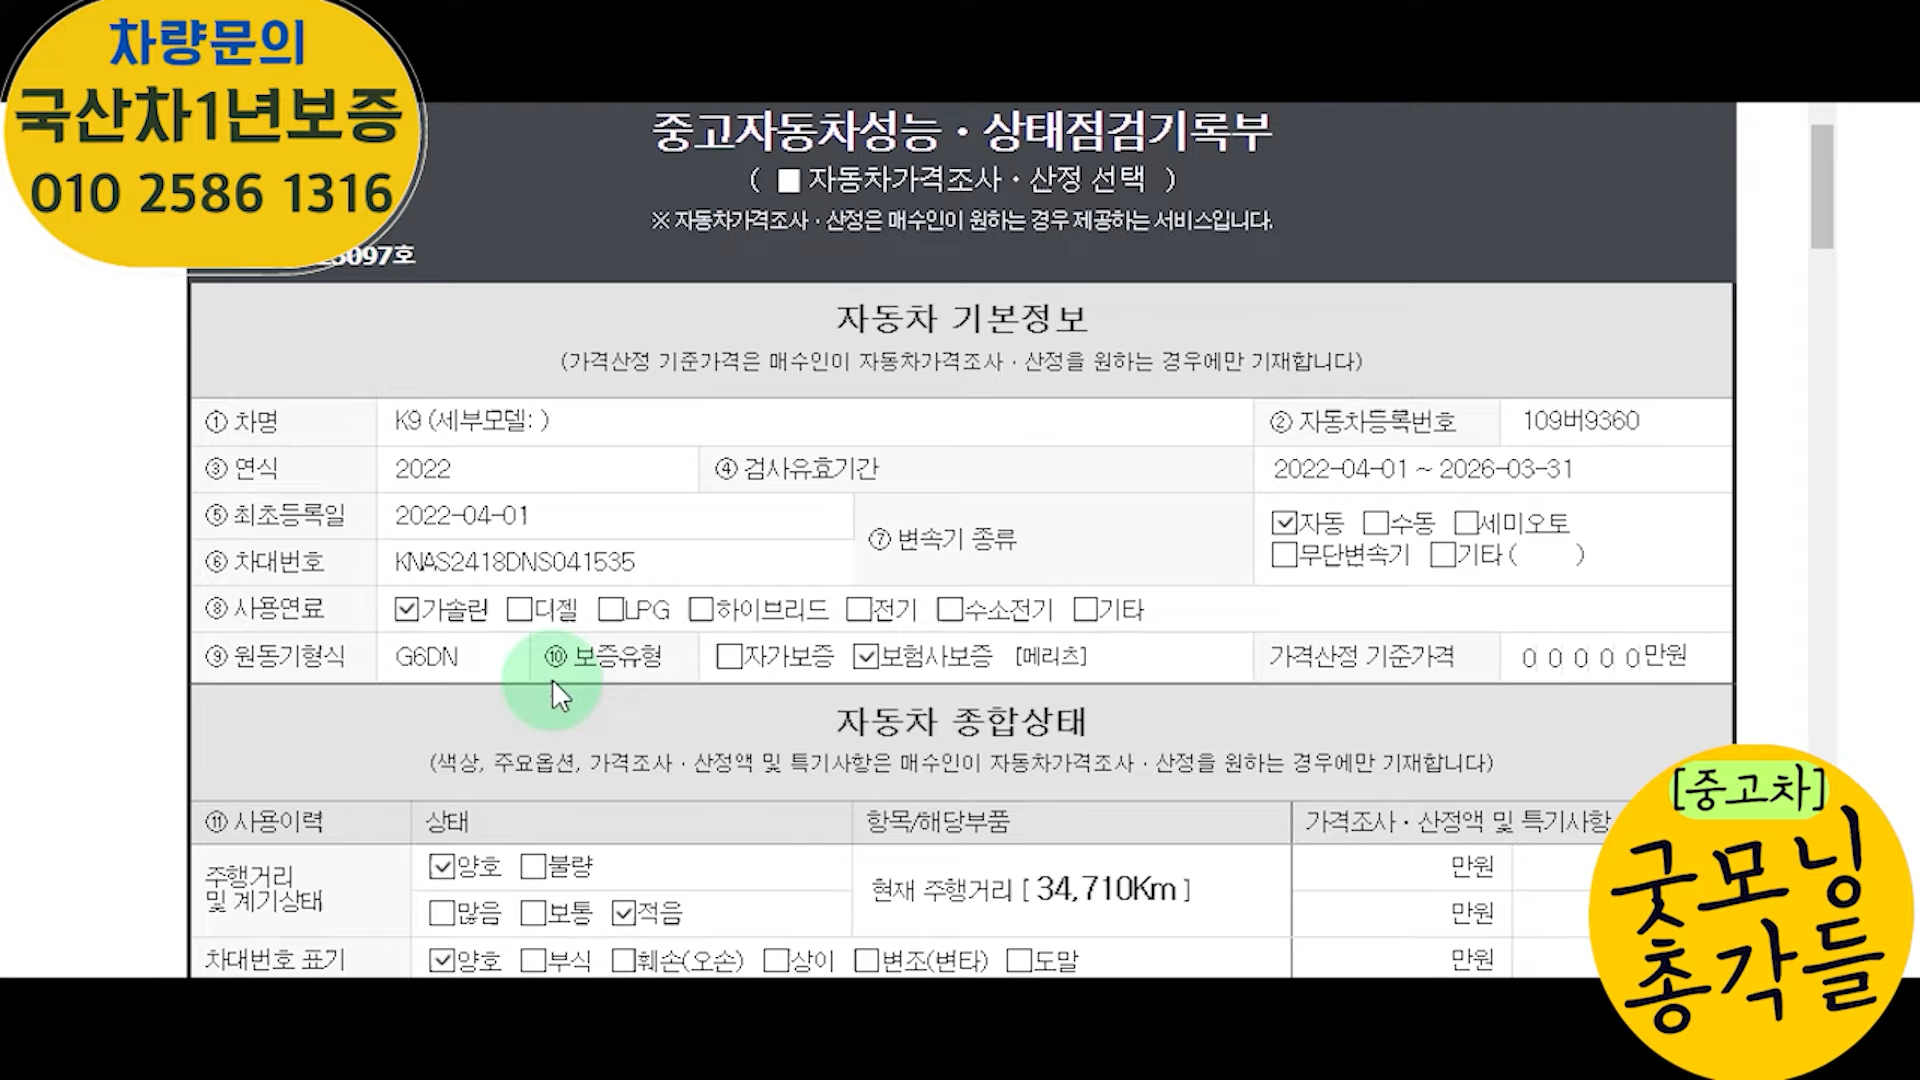 차량문의
국산차1년보증
010 2586 1316
중고자동차성능 · 상태점검기록부
( 자동차가격조사 · 산정 선택 )
※ 자동차가격조사 · 산정은 매수인이 원하는 경우 제공하는 서비스입니다.
097호
자동차 기본정보
(가격산정 기준가격은 매수인이 자동차가격조사 · 산정을 원하는 경우에만 기재합니다)
① 차명 K9 (세부모델: ) ② 자동차등록번호 109버9360
③ 연식 2022 ④ 검사유효기간 2022-04-01 ~ 2026-03-31
⑤ 최초등록일 2022-04-01 ⑦ 변속기 종류 자동 수동 세미오토
⑥ 차대번호 KNAS2418DNS041535 무단변속기 기타 ( )
⑧ 사용연료 가솔린 디젤 LPG 하이브리드 전기 수소전기 기타
⑨ 원동기형식 G6DN ⑩ 보증유형 자가보증 보험사보증 [메리츠] 가격산정 기준가격 0 0 0 0 0만원
자동차 종합상태
(색상, 주요옵션, 가격조사 · 산정액 및 특기사항은 매수인이 자동차가격조사 · 산정을 원하는 경우에만 기재합니다)
⑪ 사용이력 상태 항목/해당부품 가격조사 · 산정액 및 특기사항
주행거리 및 계기상태 양호 불량 현재 주행거리 [ 34,710Km ] 만원
많음 보통 적음 만원
차대번호 표기 양호 부식 훼손(오손) 상이 변조(변타) 도말 만원
[중고차]
굿모닝
총각들